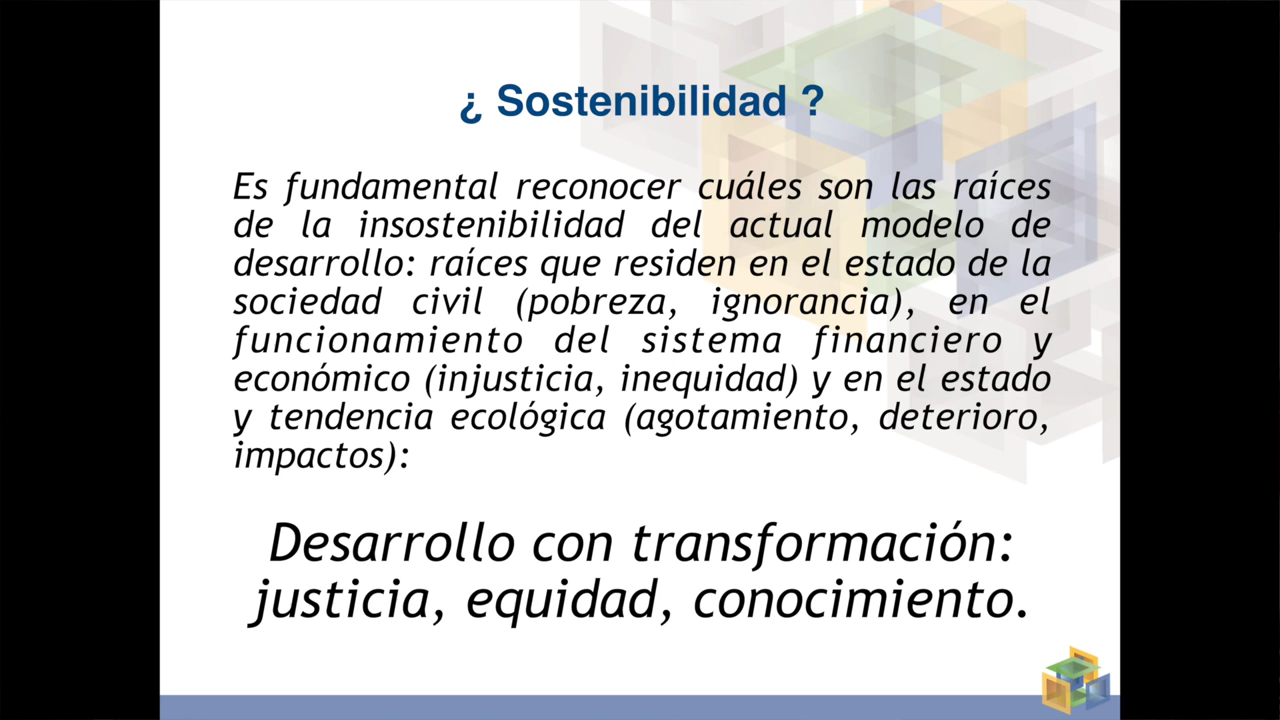 ¿ Sostenibilidad ?
Es fundamental reconocer cuáles son las raíces
de la insostenibilidad del actual modelo de
desarrollo: raíces que residen en el estado de la
sociedad civil (pobreza, ignorancia), en el
funcionamiento del sistema financiero y
económico (injusticia, inequidad) y en el estado
y tendencia ecológica (agotamiento, deterioro,
impactos):
Desarrollo con transformación:
justicia, equidad, conocimiento.